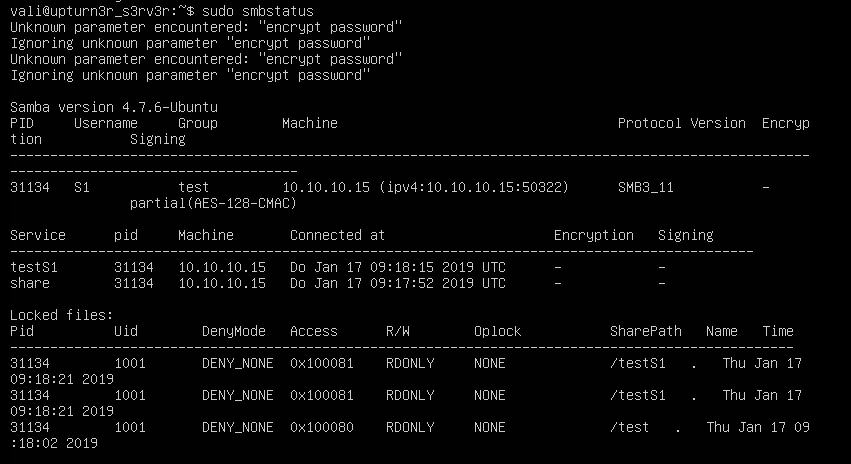 vali@upturn3r_s3rv3r:~$ sudo smbstatus
Unknown parameter encountered: "encrypt password"
Ignoring unknown parameter "encrypt password"
Unknown parameter encountered: "encrypt password"
Ignoring unknown parameter "encrypt password"

Samba version 4.7.6-Ubuntu
PID     Username     Group        Machine                                   Protocol Version  Encryp
tion           Signing
----------------------------------------------------------------------------------------------------
------------------------------------
31134   S1           test         10.10.10.15 (ipv4:10.10.10.15:50322)      SMB3_11           -
               partial(AES-128-CMAC)

Service      pid     Machine       Connected at                     Encryption   Signing
---------------------------------------------------------------------------------------------
testS1       31134   10.10.10.15   Do Jan 17 09:18:15 2019 UTC      -            -
share        31134   10.10.10.15   Do Jan 17 09:17:52 2019 UTC      -            -

Locked files:
Pid          Uid        DenyMode   Access      R/W        Oplock           SharePath   Name   Time
--------------------------------------------------------------------------------------------------
31134        1001       DENY_NONE  0x100081    RDONLY     NONE             /testS1   .   Thu Jan 17
09:18:21 2019
31134        1001       DENY_NONE  0x100081    RDONLY     NONE             /testS1   .   Thu Jan 17
09:18:21 2019
31134        1001       DENY_NONE  0x100080    RDONLY     NONE             /test   .   Thu Jan 17 09
:18:02 2019